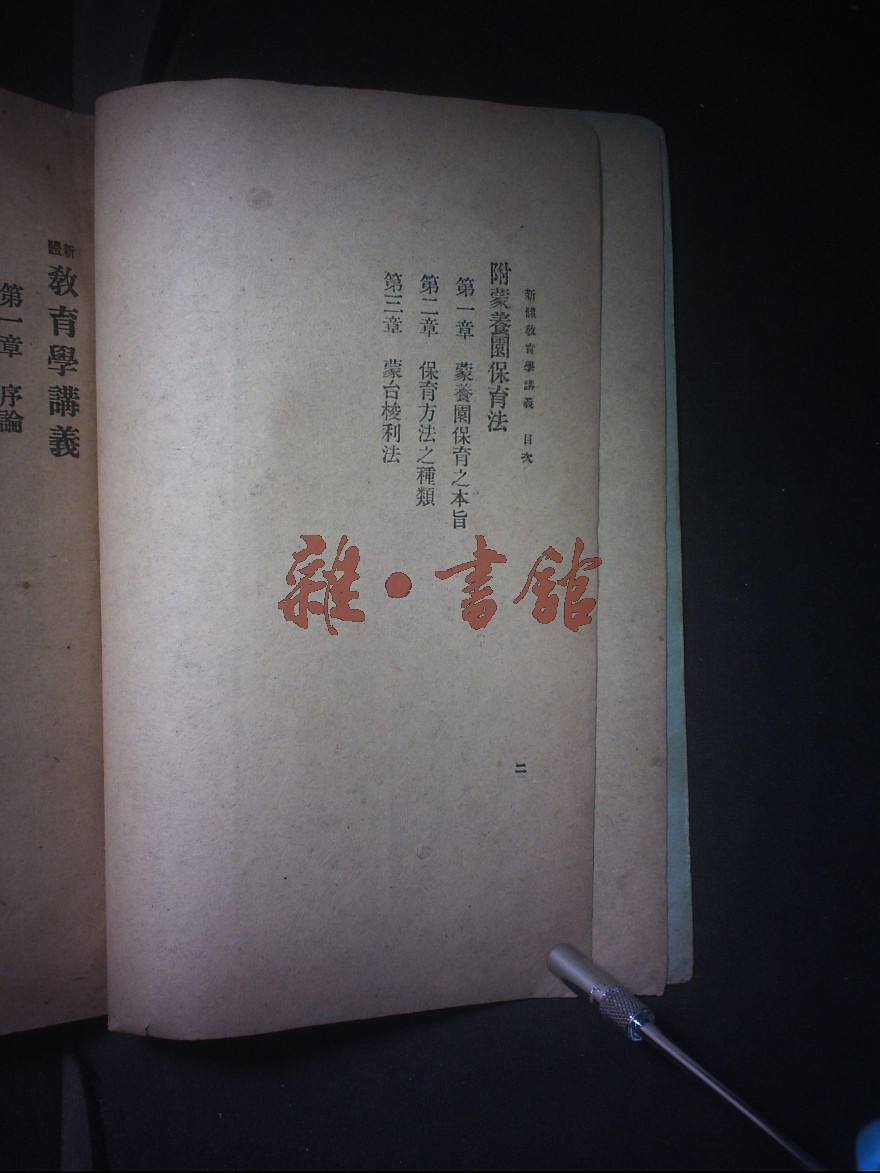 新體教育學講義 目次
附蒙養園保育法
第一章 蒙養園保育之本旨
第二章 保育方法之種類
第三章 蒙台梭利法
二
新體教育學講義
第一章 序論
雜•書館